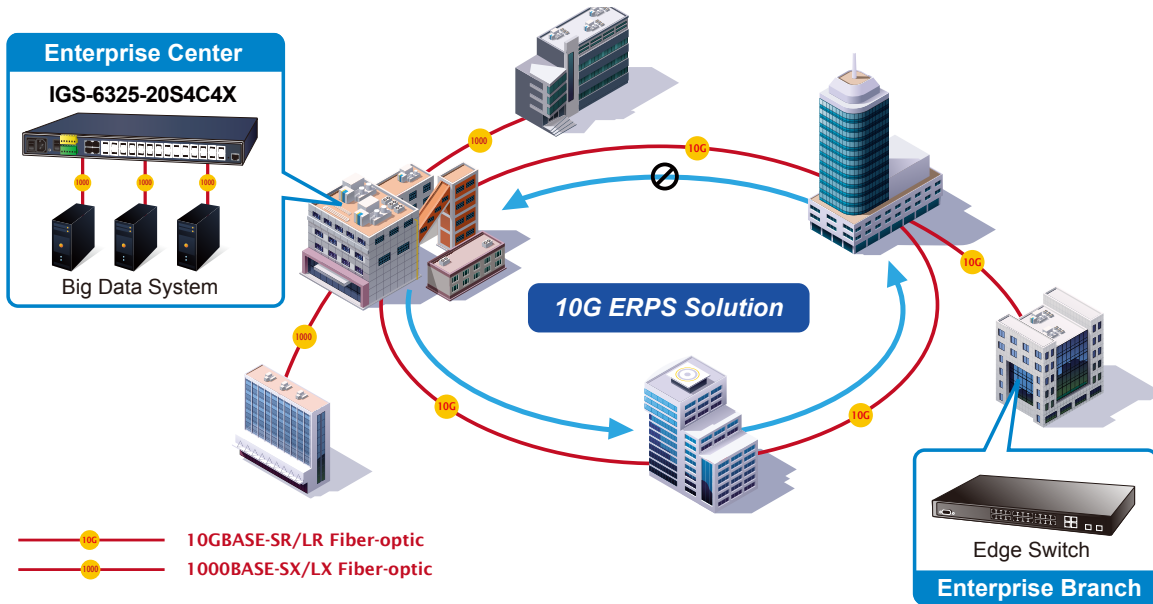 Enterprise Center
IGS-6325-20S4C4X
1000
1000
1000
Big Data System
1000
10G
10G
10G ERPS Solution
1000
10G
10G
Edge Switch
Enterprise Branch
10G
10GBASE-SR/LR Fiber-optic
1000
1000BASE-SX/LX Fiber-optic